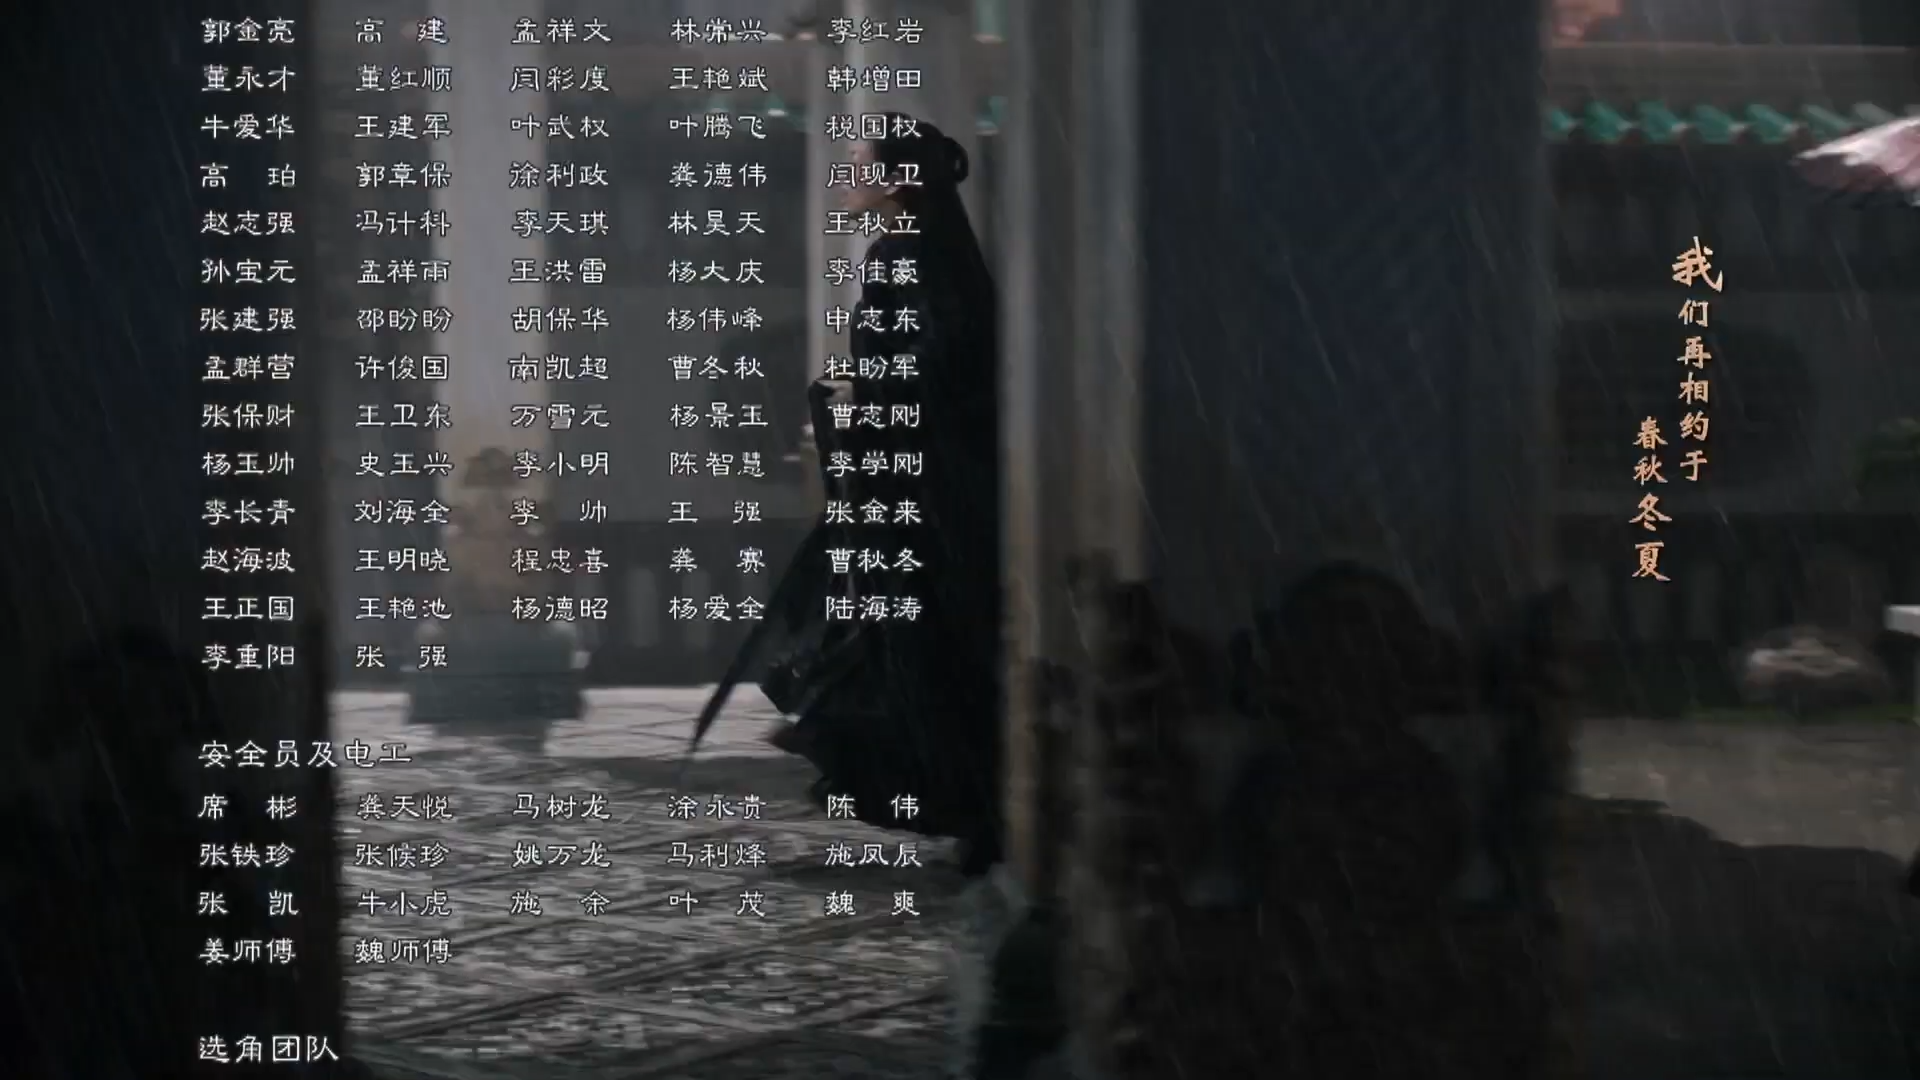 郭金亮 高建 孟祥文 林常兴 李红岩
董永才 董红顺 闫彩度 王艳斌 韩增田
牛爱华 王建军 叶武权 叶腾飞 税国权
高珀 郭章保 徐利政 龚德伟 闫现卫
赵志强 冯计科 李天琪 林昊天 王秋立
孙宝元 孟祥雨 王洪雷 杨大庆 李佳豪
张建强 邵盼盼 胡保华 杨伟峰 申志东
孟群营 许俊国 南凯超 曹冬秋 杜盼军
张保财 王卫东 万雪元 杨景玉 曹志刚
杨玉帅 史玉兴 李小明 陈智慧 李学刚
李长青 刘海全 李帅 王强 张金来
赵海波 王明晓 程忠喜 龚赛 曹秋冬
王正国 王艳池 杨德昭 杨爱全 陆海涛
李重阳 张强
安全员及电工
席彬 龚天悦 马树龙 涂永贵 陈伟
张铁珍 张候珍 姚万龙 马利烽 施凤辰
张凯 牛小虎 施余 叶茂 魏爽
姜师傅 魏师傅
选角团队
我们再相约于
春秋冬夏